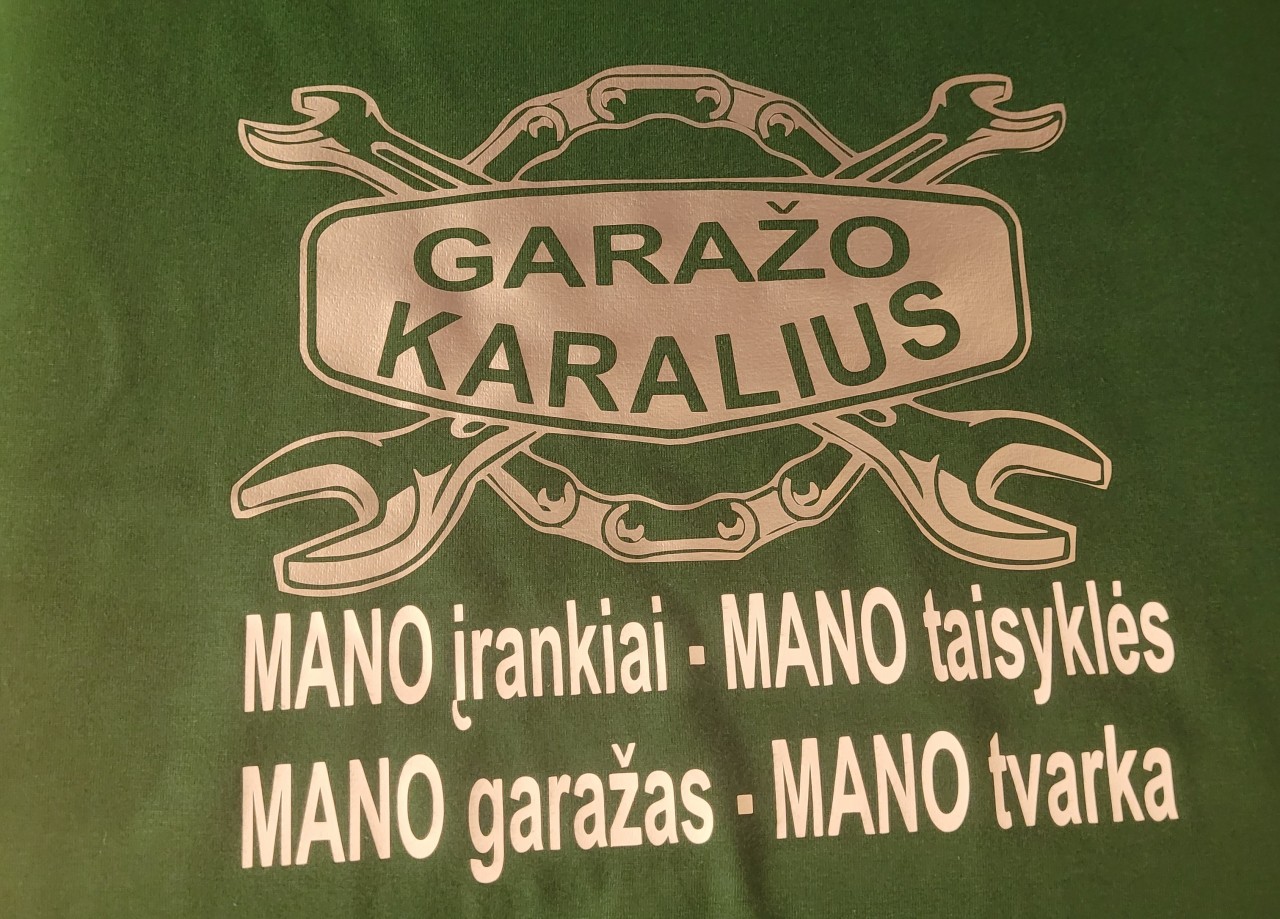 GARAŽO
KARALIUS
MANO įrankiai · MANO taisyklės
MANO garažas · MANO tvarka